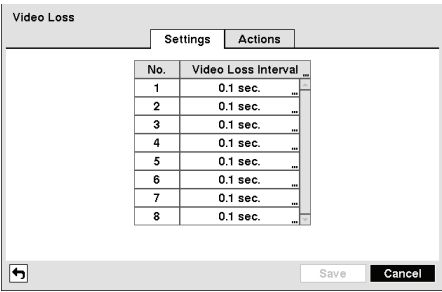 Video Loss
Settings Actions
No. Video Loss Interval ...
1 0.1 sec. ...
2 0.1 sec. ...
3 0.1 sec. ...
4 0.1 sec. ...
5 0.1 sec. ...
6 0.1 sec. ...
7 0.1 sec. ...
8 0.1 sec. ...
Save Cancel